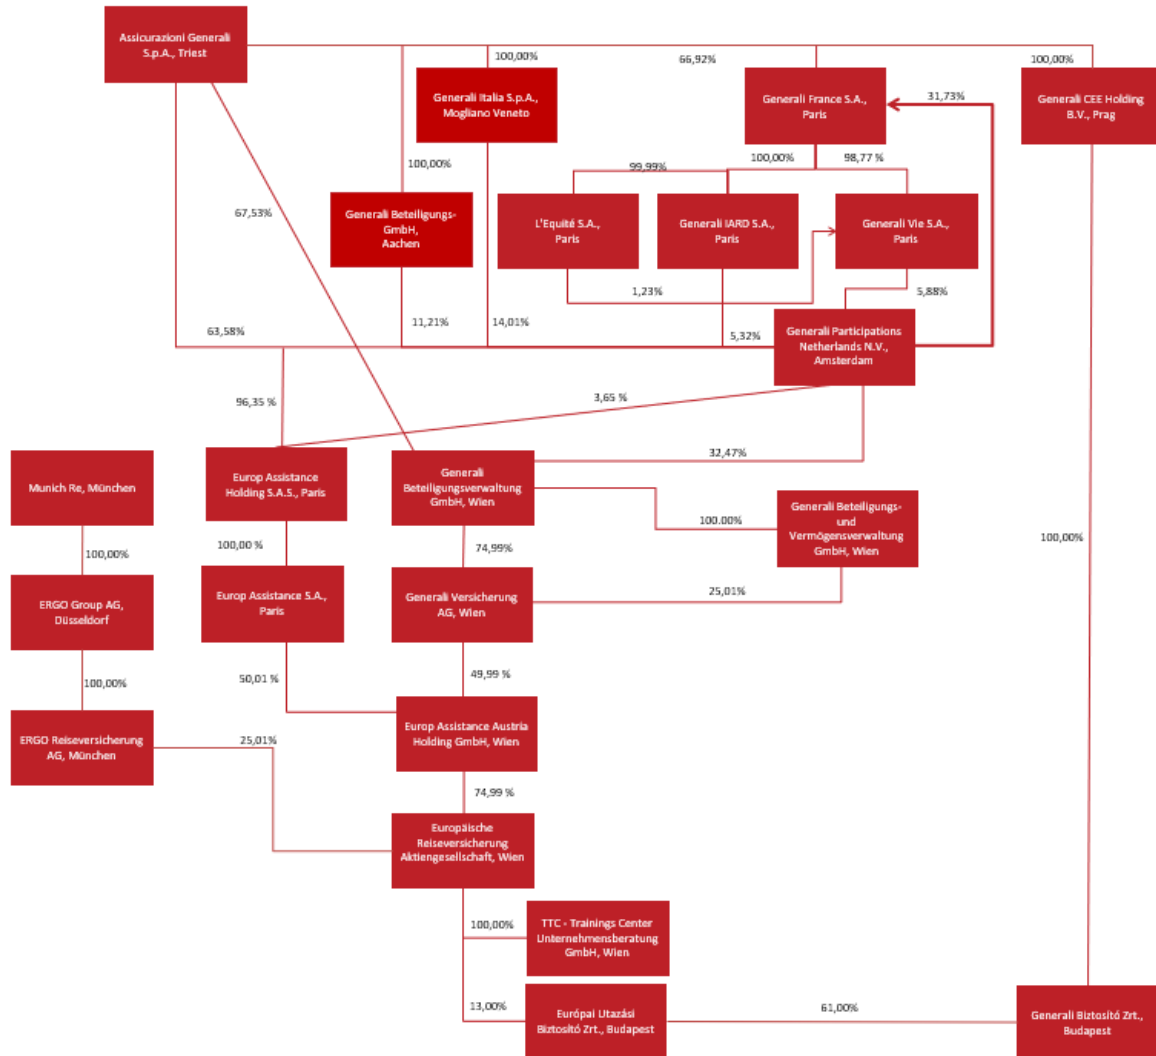 Assicurazioni Generali
S.p.A., Triest
100,00%
66,92%
100,00%
Generali Italia S.p.A.,
Mogliano Veneto
Generali France S.A.,
Paris
31,73%
Generali CEE Holding
B.V., Prag
100,00%
99,99%
100,00%
98,77 %
67,53%
Generali Beteiligungs-
GmbH,
Aachen
L'Equité S.A.,
Paris
Generali IARD S.A.,
Paris
Generali Vie S.A.,
Paris
1,23%
5,88%
63,58%
11,21%
14,01%
5,32%
Generali Participations
Netherlands N.V.,
Amsterdam
96,35 %
3,65 %
32,47%
Munich Re, München
Europ Assistance
Holding S.A.S., Paris
Generali
Beteiligungsverwaltung
GmbH, Wien
Generali Beteiligungs-
und
Vermögensverwaltung
GmbH, Wien
100.00%
100,00%
100,00 %
74,99%
100,00%
ERGO Group AG,
Düsseldorf
Europ Assistance S.A.,
Paris
Generali Versicherung
AG, Wien
25,01%
100,00%
50,01 %
49,99 %
ERGO Reiseversicherung
AG, München
25,01%
Europ Assistance Austria
Holding GmbH, Wien
74,99 %
Europäische
Reiseversicherung
Aktiengesellschaft, Wien
100,00%
TTC - Trainings Center
Unternehmensberatung
GmbH, Wien
13,00%
Európai Utazási
Biztosító Zrt., Budapest
61,00%
Generali Biztosító Zrt.,
Budapest